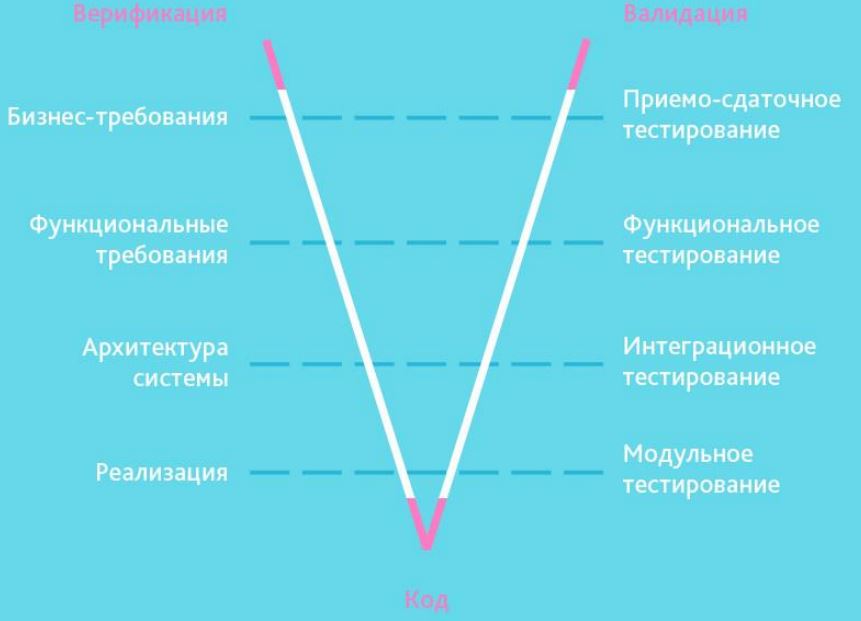 Верификация
Валидация
Бизнес-требования
Приемо-сдаточное
тестирование
Функциональные
требования
Функциональное
тестирование
Архитектура
системы
Интеграционное
тестирование
Реализация
Модульное
тестирование
Код